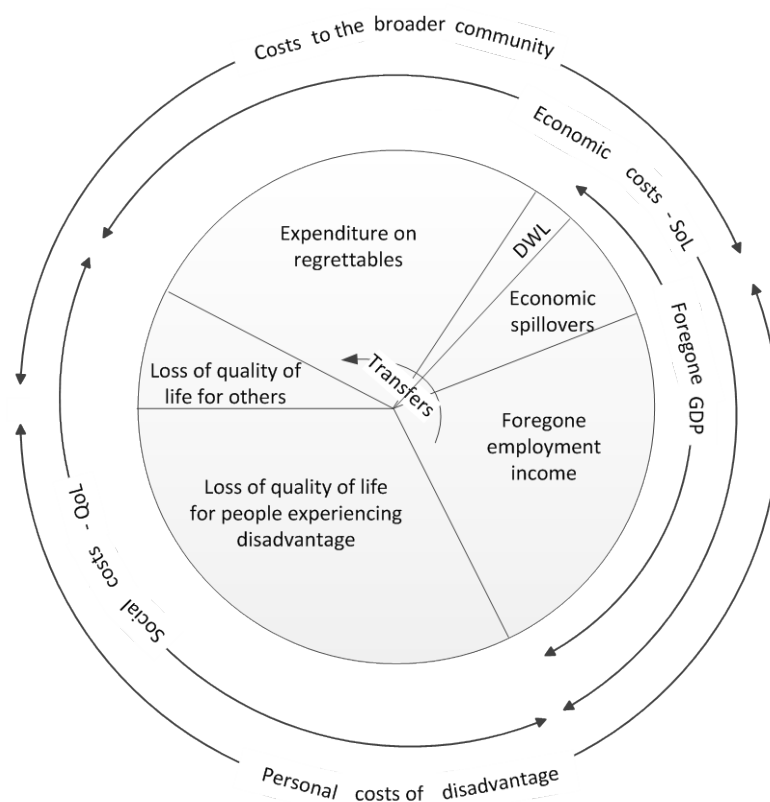 Costs to the broader community
Economic costs - SoL
Expenditure on
regrettables
DWL
Economic
spillovers
Foregone GDP
Transfers
Loss of quality of
life for others
Foregone
employment
income
Loss of quality of life
for people experiencing
disadvantage
Social costs - QoL
Personal costs of disadvantage